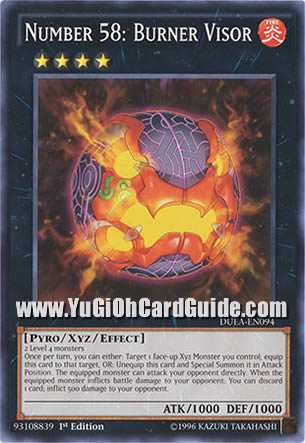 Number 58: Burner Visor
FIRE
炎
58
www.YuGiOhCardGuide.com
DUEA-EN094
[Pyro/Xyz/Effect]
2 Level 4 monsters
Once per turn, you can either: Target 1 face-up Xyz Monster you control; equip
this card to that target, OR: Unequip this card and Special Summon it in Attack
Position. The equipped monster can attack your opponent directly. When the
equipped monster inflicts battle damage to your opponent: You can discard
1 card; inflict 500 damage to your opponent.
ATK/1000 DEF/1000
93108839 1st Edition ©1996 KAZUKI TAKAHASHI